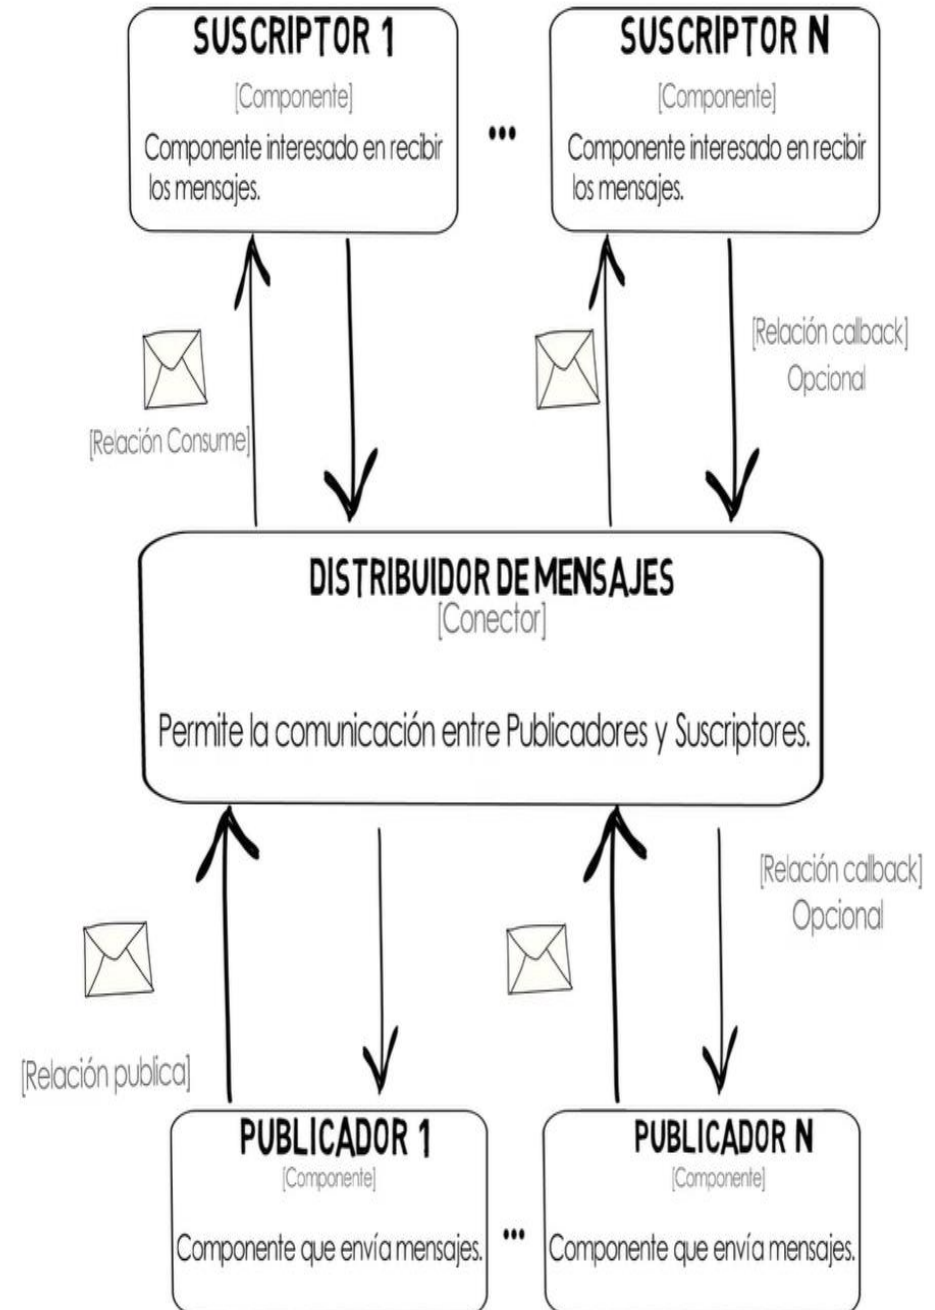 SUSCRIPTOR 1
[Componente]
Componente interesado en recibir
los mensajes.
...
SUSCRIPTOR N
[Componente]
Componente interesado en recibir
los mensajes.
[Relación Consume]
[Relación callback]
Opcional
DISTRIBUIDOR DE MENSAJES
[Conector]
Permite la comunicación entre Publicadores y Suscriptores.
[Relación publica]
[Relación callback]
Opcional
PUBLICADOR 1
[Componente]
Componente que envía mensajes.
...
PUBLICADOR N
[Componente]
Componente que envía mensajes.